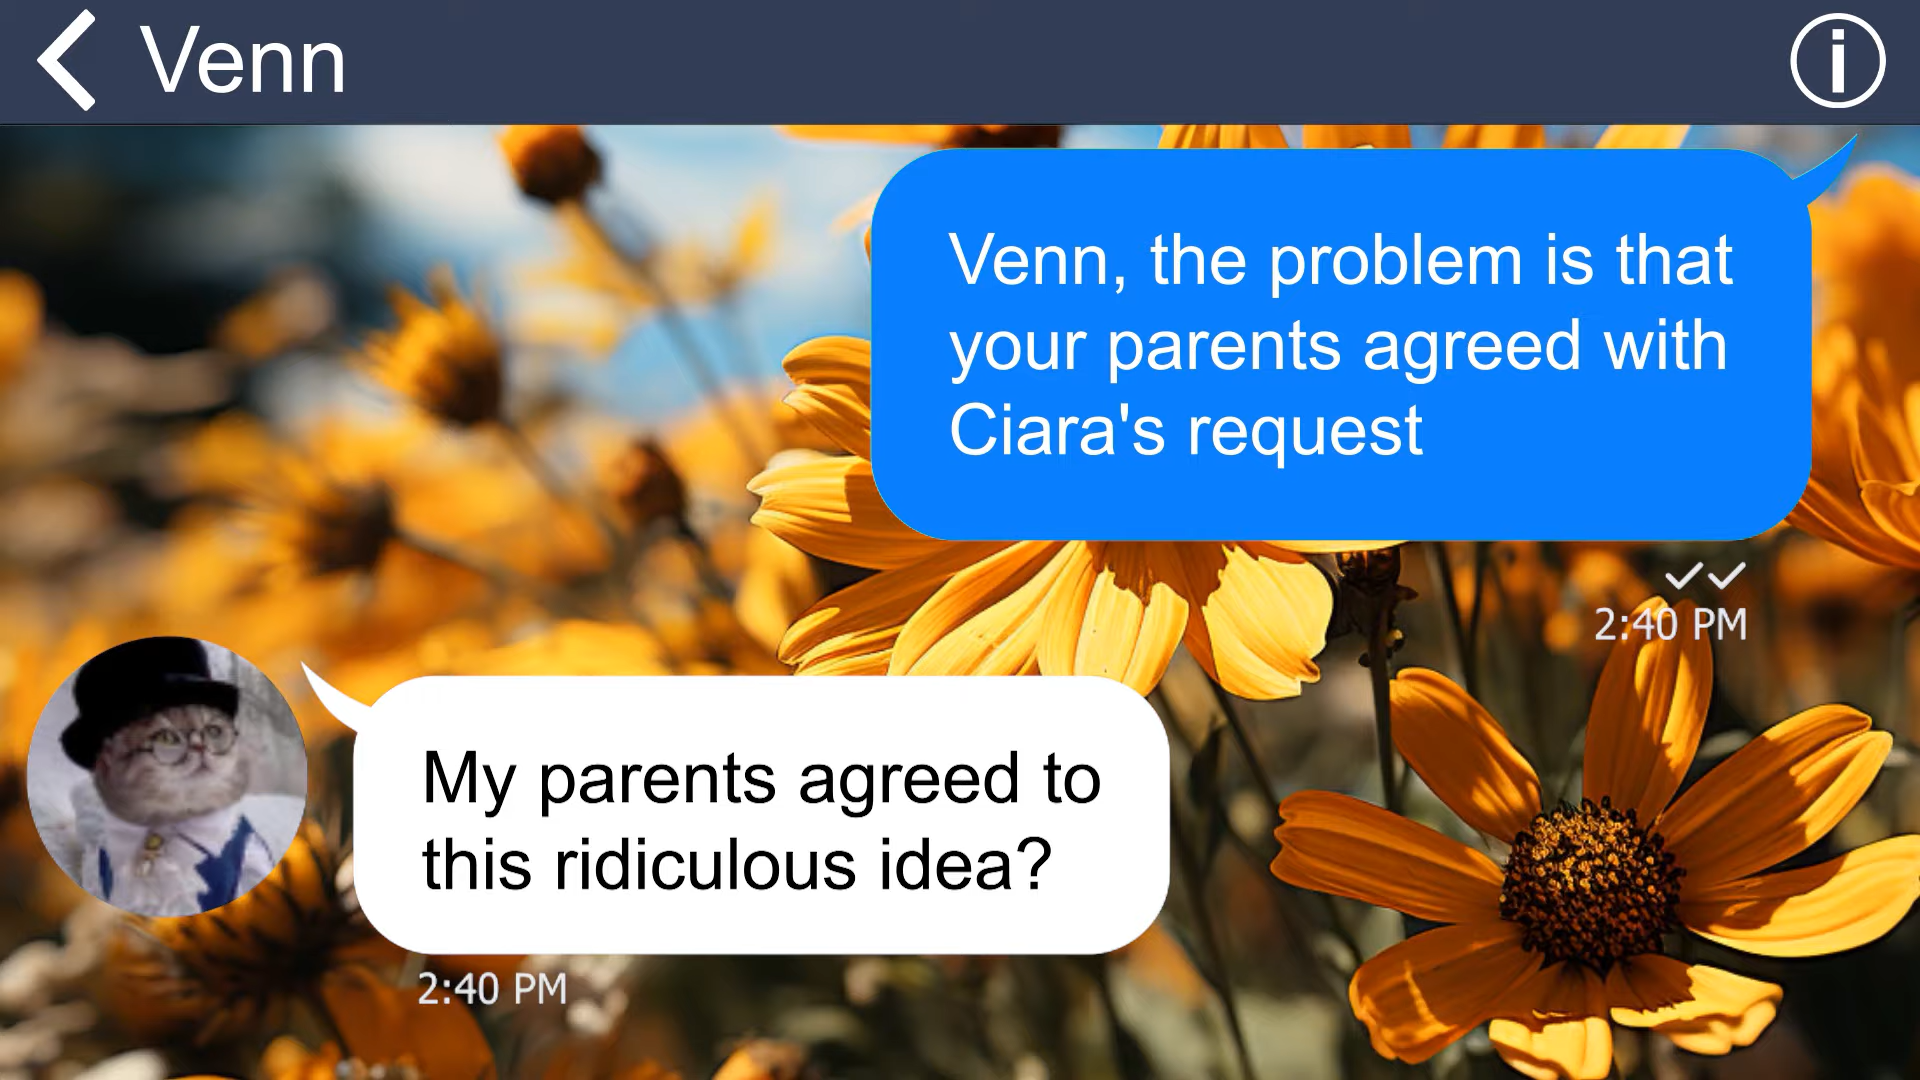 Venn
Venn, the problem is that
your parents agreed with
Ciara's request
2:40 PM
My parents agreed to
this ridiculous idea?
2:40 PM